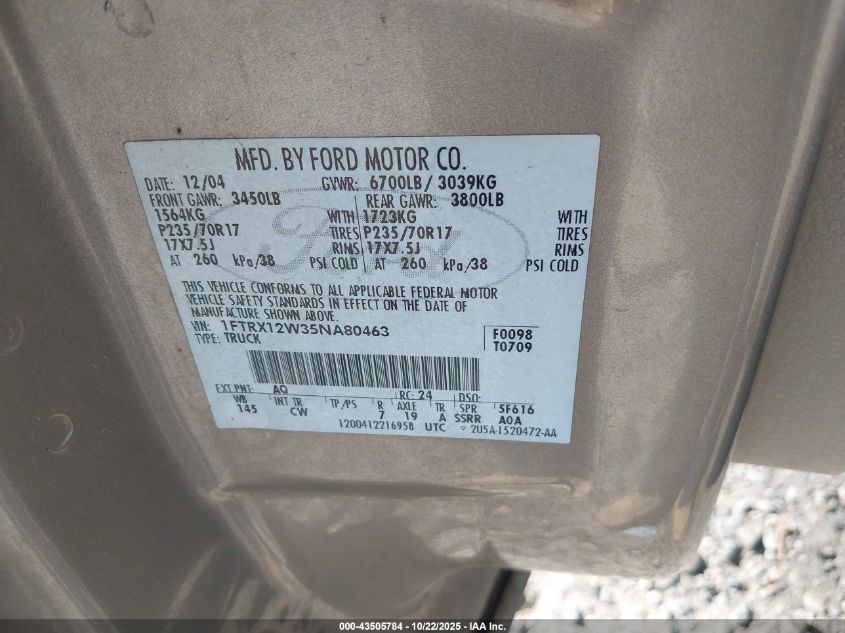 MFD. BY FORD MOTOR CO.
DATE: 12/04 GVWR: 6700LB / 3039KG
FRONT GAWR: 3450LB REAR GAWR: 3800LB
1564KG WITH 1723KG WITH
P235/70R17 TIRES P235/70R17 TIRES
17X7.5J RIMS 17X7.5J RIMS
AT 260 kPa/38 PSI COLD AT 260 kPa/38 PSI COLD
THIS VEHICLE CONFORMS TO ALL APPLICABLE FEDERAL MOTOR
VEHICLE SAFETY STANDARDS IN EFFECT ON THE DATE OF
MANUFACTURE SHOWN ABOVE.
VIN: 1FTRX12W35NA80463 F0098
TYPE: TRUCK T0709
EXT PNT: AQ RC: 24 DSO:
WB INT TR TP/PS R AXLE TR SPR 5F616
145 CW 7 19 A SSRR A0A
1200412216958 UTC 2U5A-1520472-AA
Ford
000-43505784 - 10/22/2025 - IAA Inc.